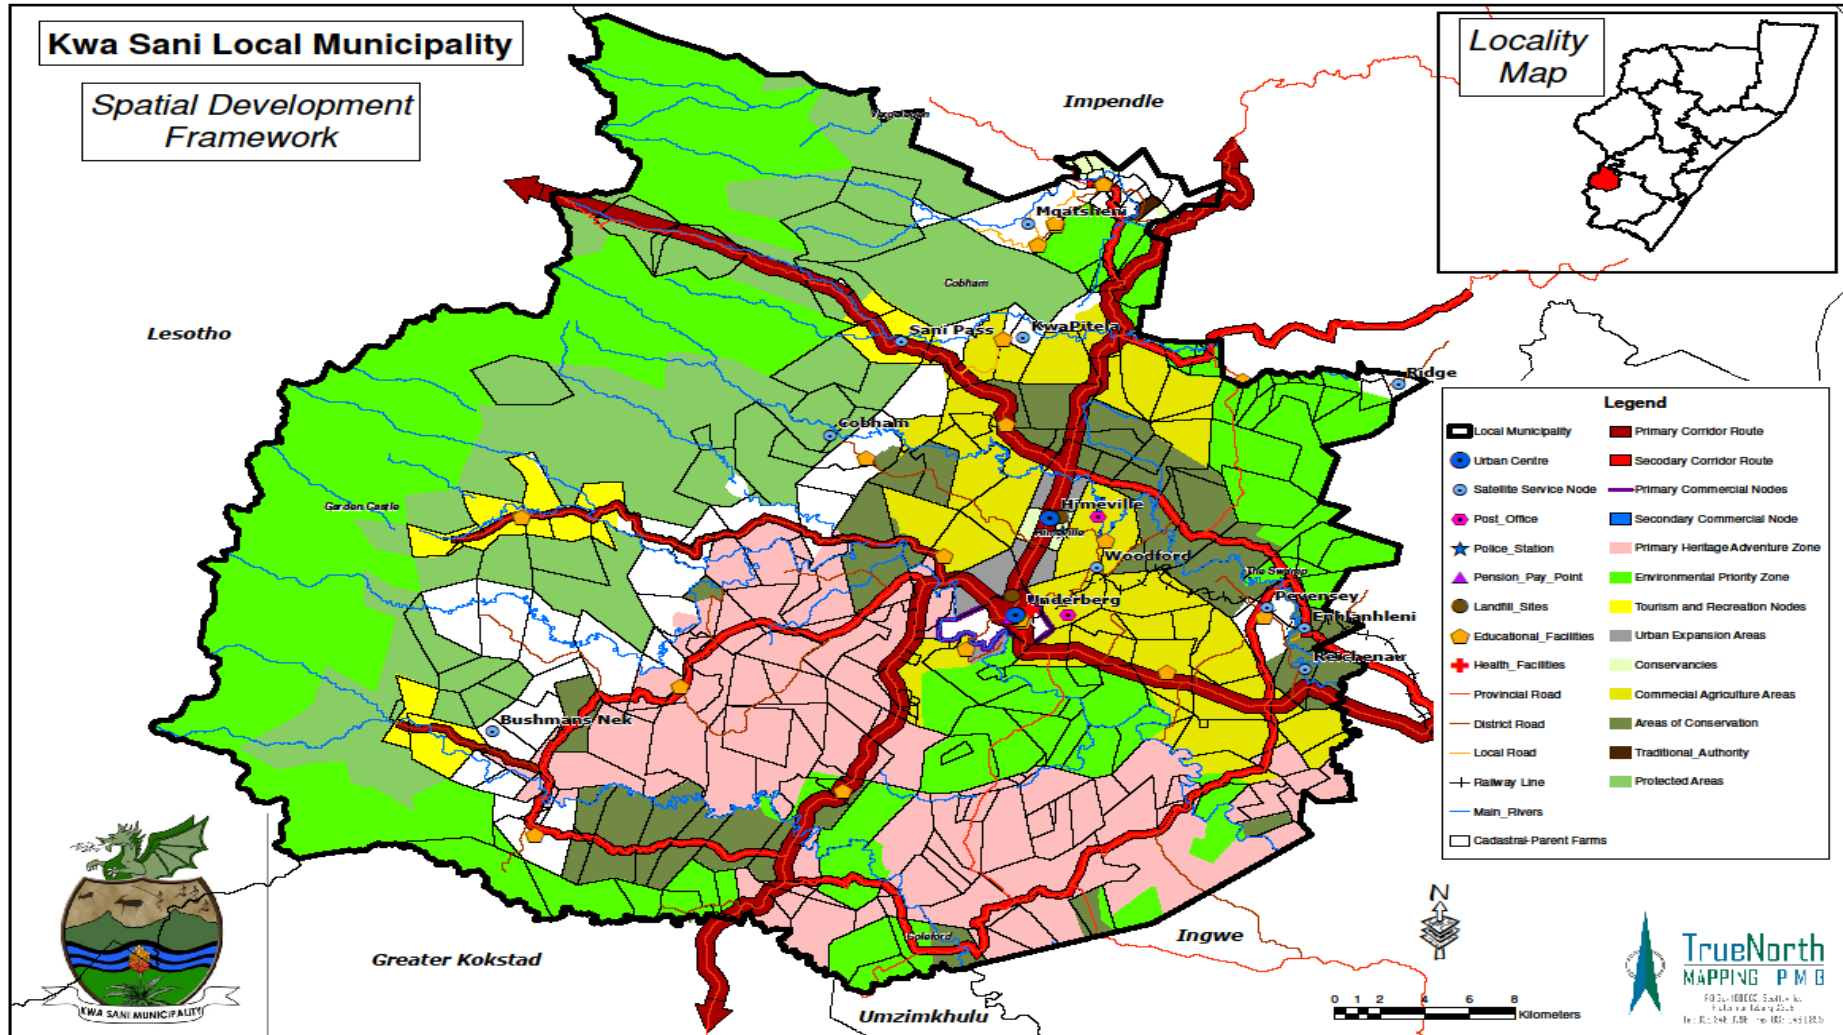 Kwa Sani Local Municipality
Spatial Development
Framework
Locality
Map
Impendle
Lesotho
Mqatsheni
Cobham
Sani Pass
KwaPitela
Ridge
Cobham
Garden Castle
Himeville
Himeville
Woodford
The Swamp
Underberg
Pevensey
Enhlanhleni
Reichenau
Bushmans Nek
Coleford
Greater Kokstad
Ingwe
Umzimkhulu
Legend
Local Municipality
Urban Centre
Satellite Service Node
Post_Office
Police_Station
Pension_Pay_Point
Landfill_Sites
Educational_Facilities
Health_Facilities
Provincial Road
District Road
Local Road
Railway Line
Main_Rivers
Cadastral-Parent Farms
Primary Corridor Route
Secodary Corridor Route
Primary Commercial Nodes
Secondary Commercial Node
Primary Heritage Adventure Zone
Environmental Priority Zone
Tourism and Recreation Nodes
Urban Expansion Areas
Conservancies
Commecial Agriculture Areas
Areas of Conservation
Traditional_Authority
Protected Areas
N
0 1 2 4 6 8
Kilometers
KWA SANI MUNICIPALITY
TrueNorth
MAPPING PMB